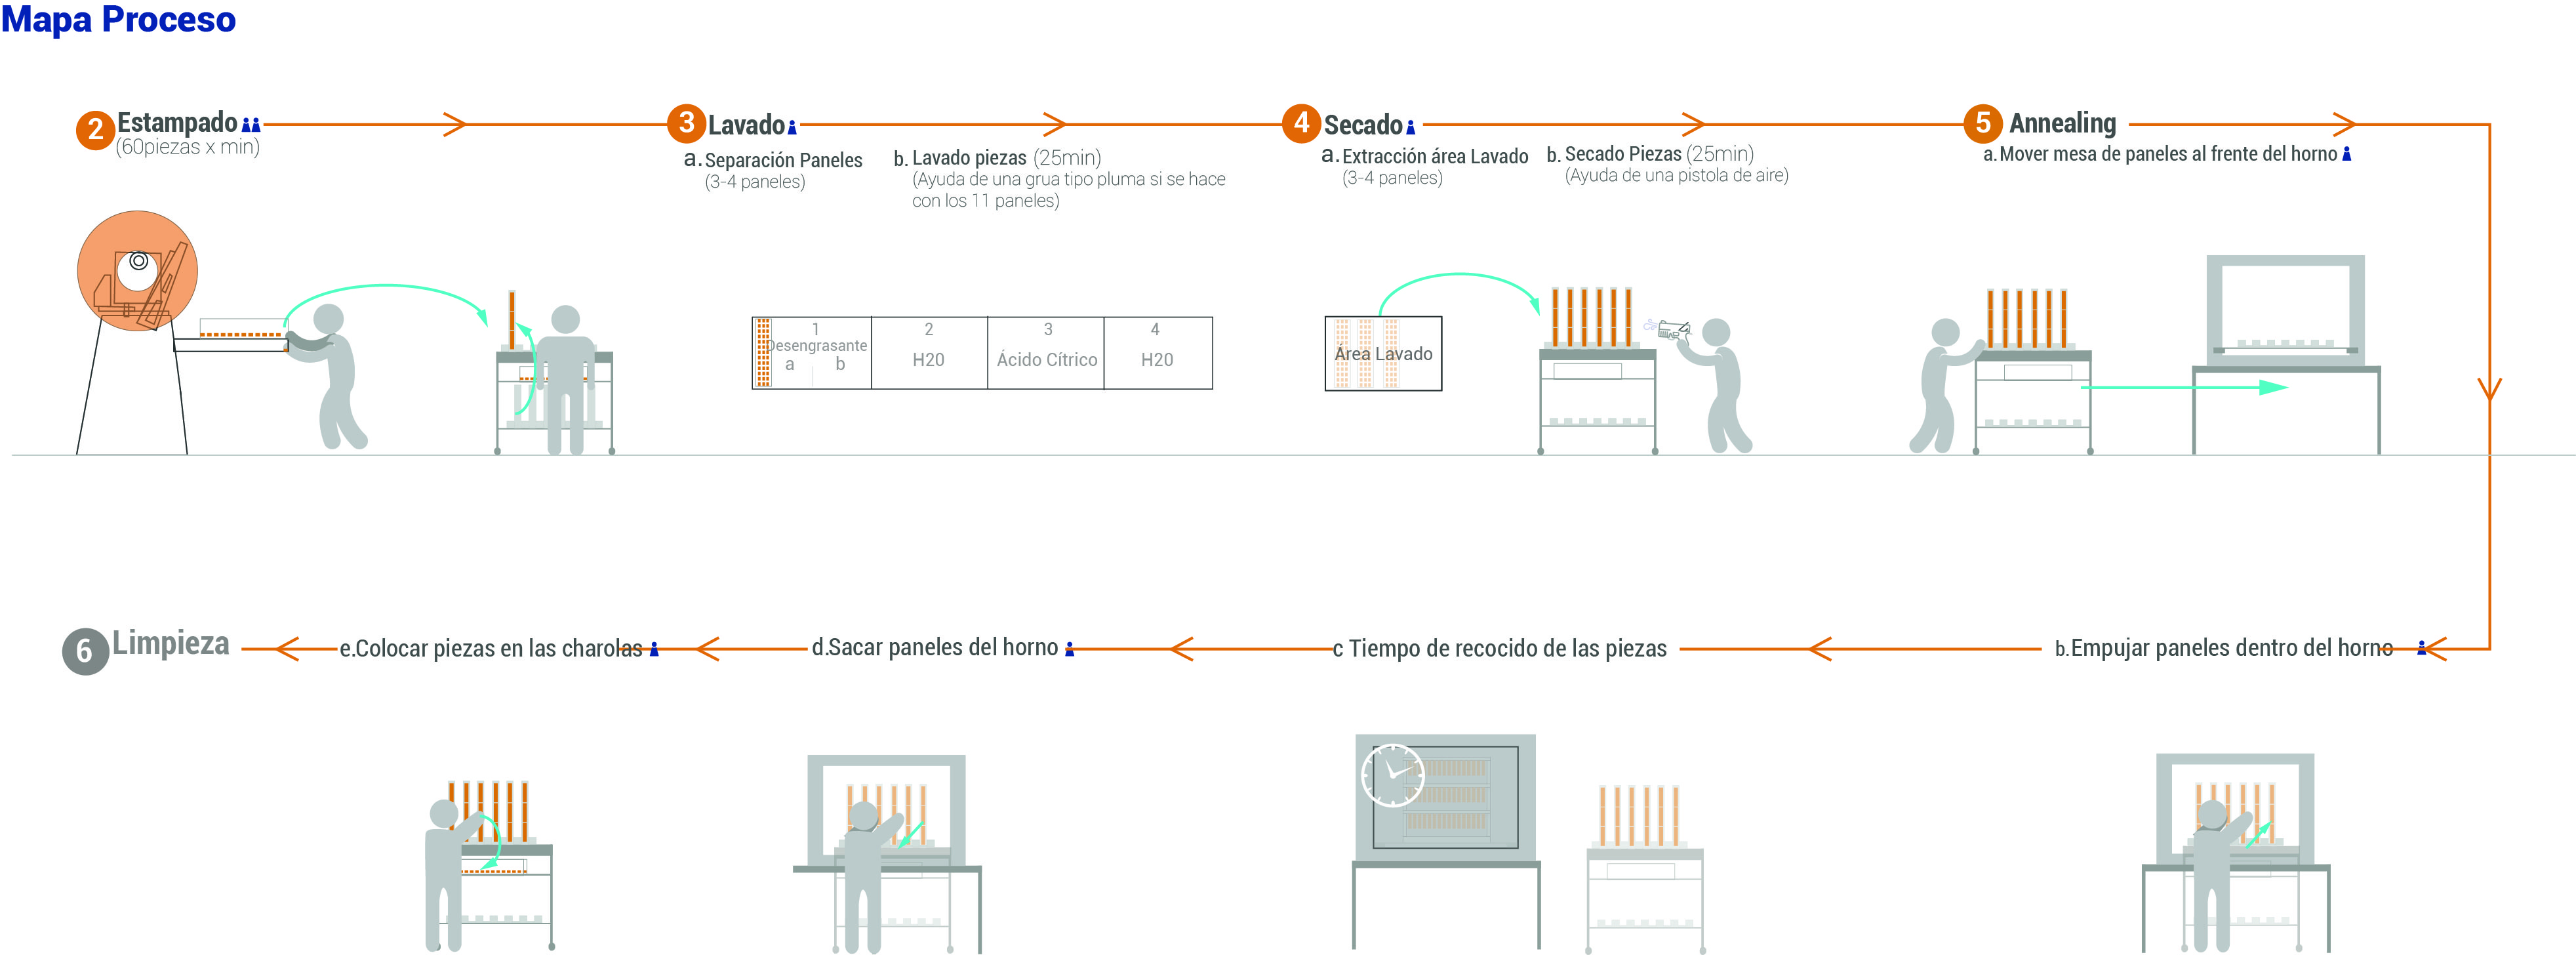 Mapa Proceso
2 Estampado
(60piezas x min)
3 Lavado
a. Separación Paneles
(3-4 paneles)
b. Lavado piezas (25min)
(Ayuda de una grua tipo pluma si se hace
con los 11 paneles)
4 Secado
a. Extracción área Lavado
(3-4 paneles)
b. Secado Piezas (25min)
(Ayuda de una pistola de aire)
5 Annealing
a. Mover mesa de paneles al frente del horno
1
Desengrasante
a b
2
H20
3
Ácido Cítrico
4
H20
Área Lavado
b. Empujar paneles dentro del horno
c Tiempo de recocido de las piezas
d. Sacar paneles del horno
e. Colocar piezas en las charolas
6 Limpieza